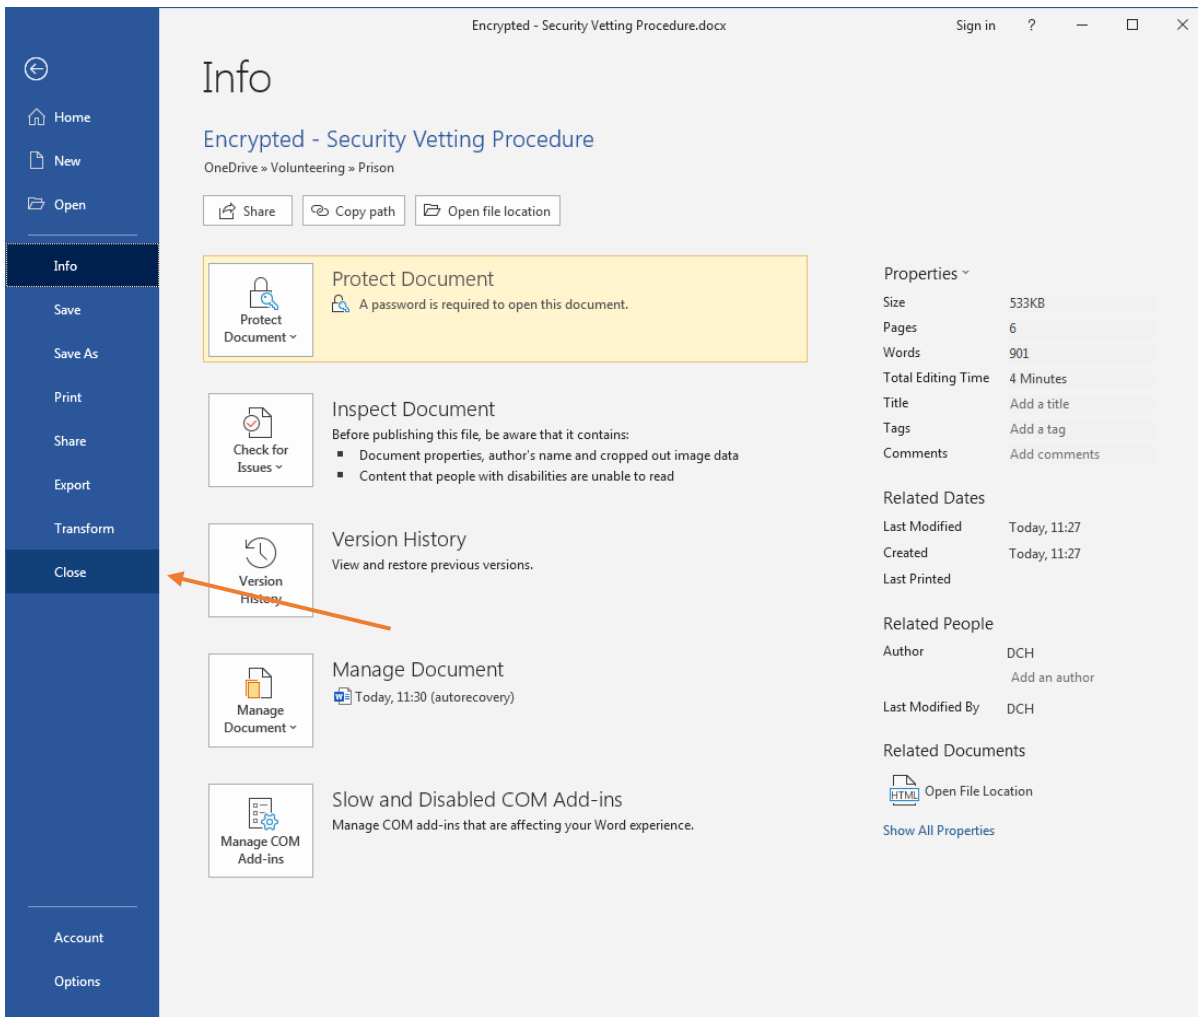 Encrypted - Security Vetting Procedure.docx
Sign in
?
Home
New
Open
Info
Save
Save As
Print
Share
Export
Transform
Close
Account
Options
Info
Encrypted - Security Vetting Procedure
OneDrive » Volunteering » Prison
Share
Copy path
Open file location
Protect
Document
Protect Document
A password is required to open this document.
Check for
Issues
Inspect Document
Before publishing this file, be aware that it contains:
Document properties, author's name and cropped out image data
Content that people with disabilities are unable to read
Version
History
Version History
View and restore previous versions.
Manage
Document
Manage Document
Today, 11:30 (autorecovery)
Manage COM
Add-ins
Slow and Disabled COM Add-ins
Manage COM add-ins that are affecting your Word experience.
Properties
Size 533KB
Pages 6
Words 901
Total Editing Time 4 Minutes
Title Add a title
Tags Add a tag
Comments Add comments
Related Dates
Last Modified Today, 11:27
Created Today, 11:27
Last Printed
Related People
Author DCH
Add an author
Last Modified By DCH
Related Documents
HTML Open File Location
Show All Properties